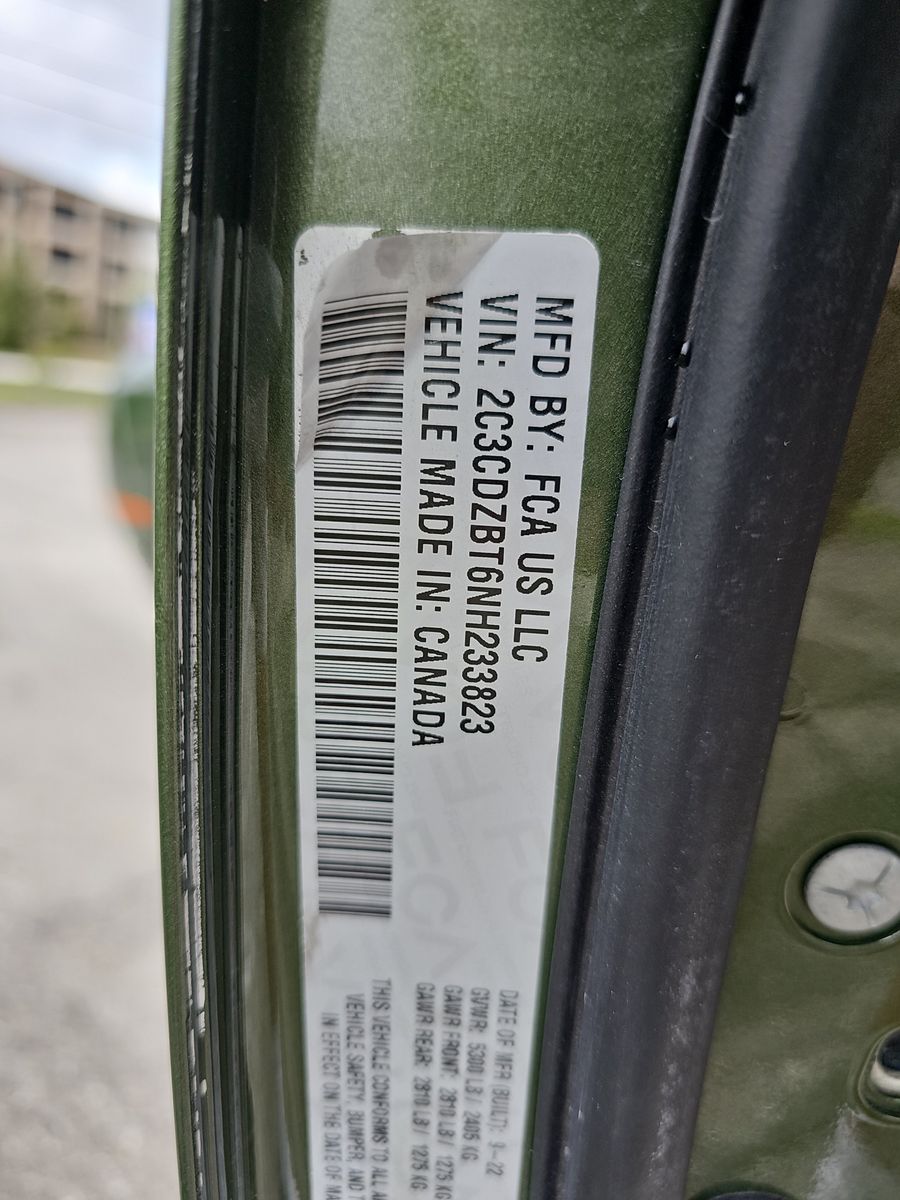 MFD BY: FCA US LLC
VIN: 2C3CDZBT6NH233823
VEHICLE MADE IN: CANADA
DATE OF MFR (BUILT): 9-22
GVWR: 5300 LB / 2405 KG
GAWR FRONT: 2810 LB / 1275 KG
GAWR REAR: 2810 LB / 1275 KG
THIS VEHICLE CONFORMS TO ALL
VEHICLE SAFETY, BUMPER, AND
IN EFFECT ON THE DATE OF